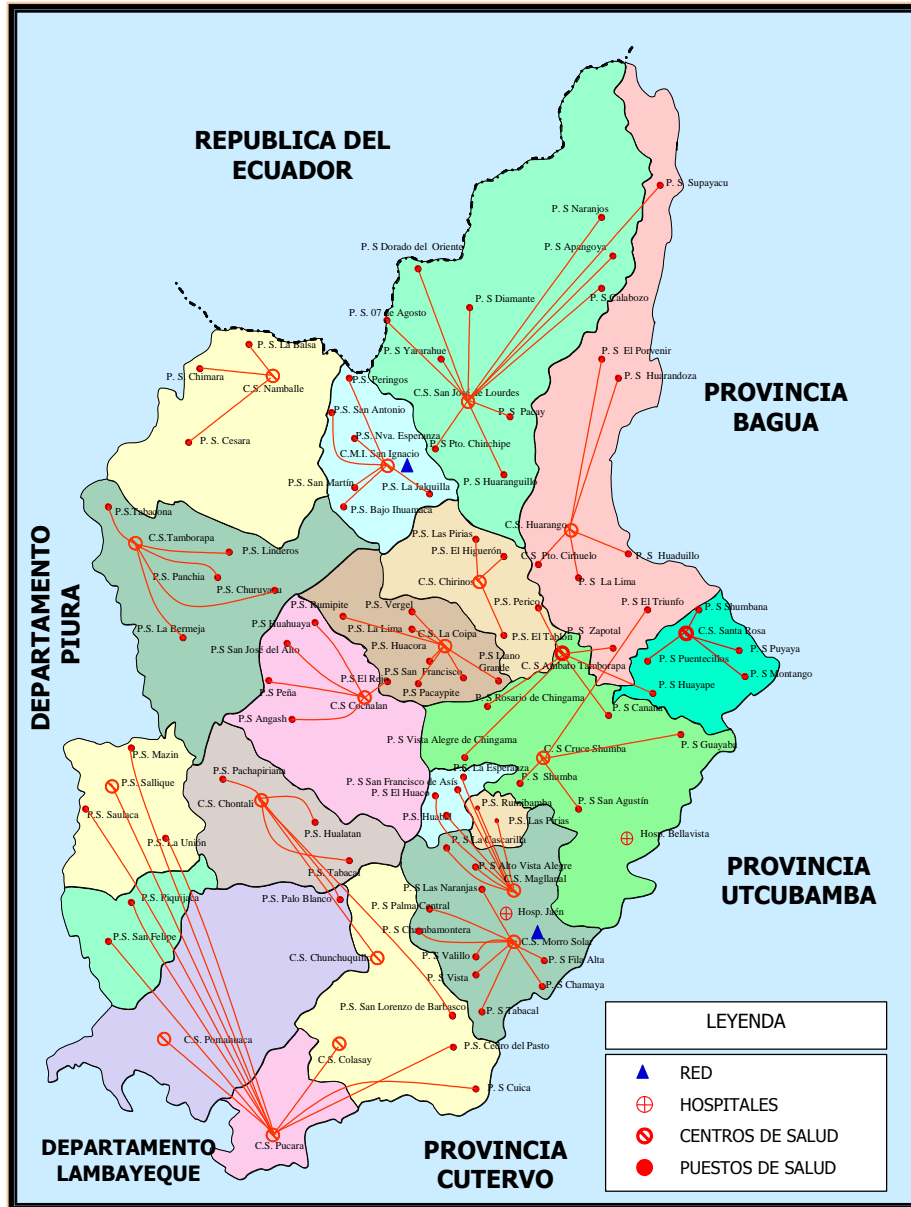 REPUBLICA DEL
ECUADOR
P. S Supayacu
P. S Naranjos
P. S Dorado del Oriente
P. S Apangoya
P. S Diamante
P. S Calabozo
P. S. 07 de Agosto
P. S. La Balsa
P. S Yararahue
P. S El Porvenir
P. S. Chimara
P.S. Peringos
P. S Huarandoza
C.S. Namballe
C.S. San José de Lourdes
PROVINCIA
BAGUA
P.S. San Antonio
P. S Pacay
P. S. Cesara
P.S. Nva. Esperanza
P. S Pto. Chinchipe
C.M.I. San Ignacio
P. S Huaranguillo
P.S. San Martín
P.S. La Jalquilla
P.S.Tabacona
P.S. Bajo Ihuamaca
C.S. Huarango
P.S. Las Pirias
C.S.Tamborapa
P.S. Linderos
P.S. El Higuerón
C.S Pto. Ciruelo
P. S Huaduillo
P.S. Panchia
C.S. Chirinos
P. S La Lima
P.S. Churuyacu
P.S. Rumipite
P.S. Vergel
P.S. Perico
P. S El Triunfo
P. S Shumbana
P.S Huahuaya
P.S. La Lima
C.S. La Coipa
P. S Zapotal
C.S. Santa Rosa
P.S. La Bermeja
P.S. El Tablón
P.S San José del Alto
P.S. Huacora
P.S Llano
Grande
P. S Puyaya
P. S Puentecillos
C. S Ambato Tamborapa
P.S El Rejo
P.S San Francisco
P. S Montango
P.S Peña
P.S Pacaypite
P. S Huayape
DEPARTAMENTO
PIURA
C.S Cochalan
P. S Rosario de Chingama
P.S Angash
P. S Canana
P. S Vista Alegre de Chingama
P. S Guayaba
P.S. Mazin
C. S Cruce Shumba
P.S. La Esperanza
P.S. Pachapiriana
P.S. Sallique
P. S San Francisco de Asís
P. S Shumba
P. S El Huaco
C.S. Chontali
P.S. Rumibamba
P. S San Agustín
P.S. Saulaca
P.S. Huabal
P.S. Las Pirias
P.S. Hualatan
P.S. La Unión
P. S La Cascarilla
Hosp. Bellavista
P.S. Tabacal
P. S Alto Vista Alegre
PROVINCIA
UTCUBAMBA
C.S. Magllanal
P. S Las Naranjas
P.S. Piquijaca
P.S. Palo Blanco
P. S Palma Central
Hosp. Jaén
P. S Chambamontera
P.S. San Felipe
C.S. Morro Solar
C.S. Chunchuquillo
P. S Valillo
P. S Fila Alta
P. S Vista
P. S Chamaya
P.S. San Lorenzo de Barbasco
P. S Tabacal
C.S. Pomahuaca
C.S. Colasay
P.S. Cedro del Pasto
P. S Cuica
C.S. Pucara
DEPARTAMENTO
LAMBAYEQUE
PROVINCIA
CUTERVO
LEYENDA
RED
HOSPITALES
CENTROS DE SALUD
PUESTOS DE SALUD